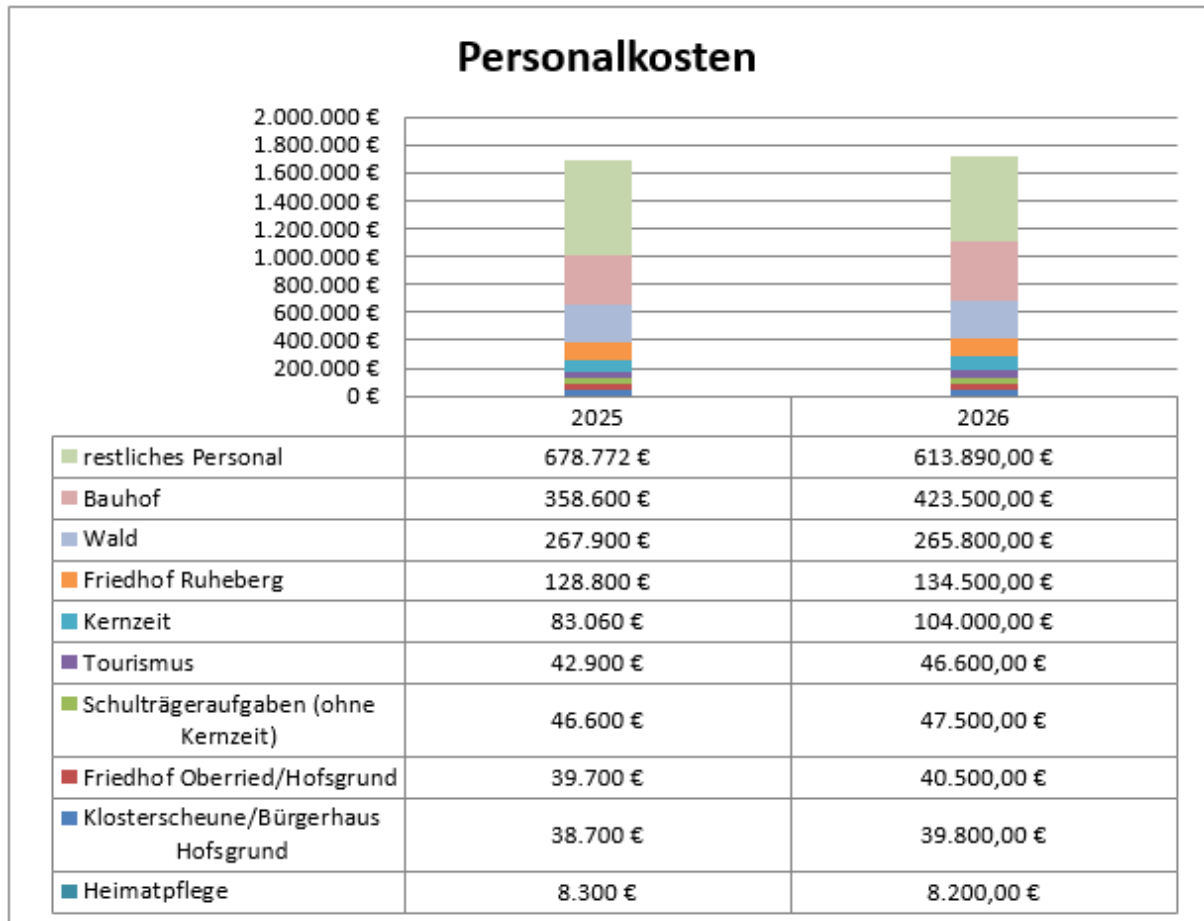 Personalkosten
2.000.000 €
1.800.000 €
1.600.000 €
1.400.000 €
1.200.000 €
1.000.000 €
800.000 €
600.000 €
400.000 €
200.000 €
0 €
2025 2026
restliches Personal 678.772 € 613.890,00 €
Bauhof 358.600 € 423.500,00 €
Wald 267.900 € 265.800,00 €
Friedhof Ruheberg 128.800 € 134.500,00 €
Kernzeit 83.060 € 104.000,00 €
Tourismus 42.900 € 46.600,00 €
Schulträgeraufgaben (ohne
Kernzeit) 46.600 € 47.500,00 €
Friedhof Oberried/Hofsgrund 39.700 € 40.500,00 €
Klosterscheune/Bürgerhaus
Hofsgrund 38.700 € 39.800,00 €
Heimatpflege 8.300 € 8.200,00 €